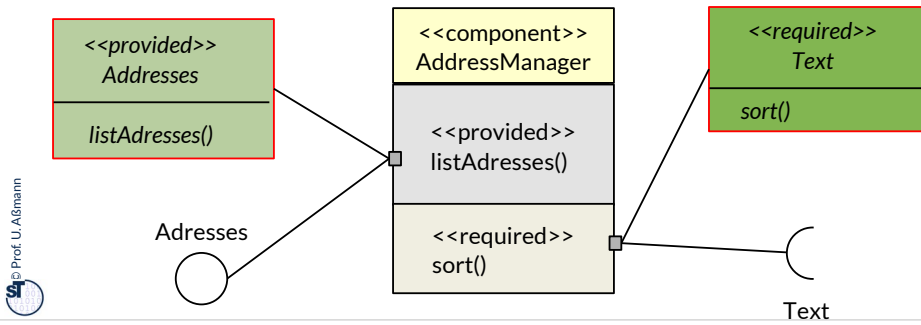 <<provided>>
Addresses
listAdresses()
<<component>>
AddressManager
<<provided>>
listAdresses()
<<required>>
sort()
<<required>>
Text
sort()
Adresses
Text
© Prof. U. Aßmann
ST